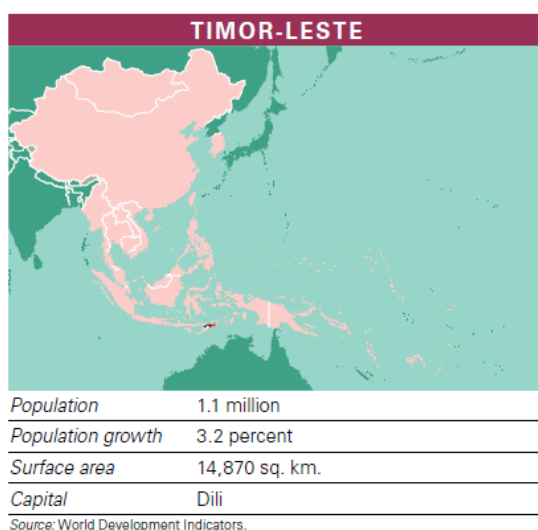 TIMOR-LESTE
Population 1.1 million
Population growth 3.2 percent
Surface area 14,870 sq. km.
Capital Dili
Source: World Development Indicators.